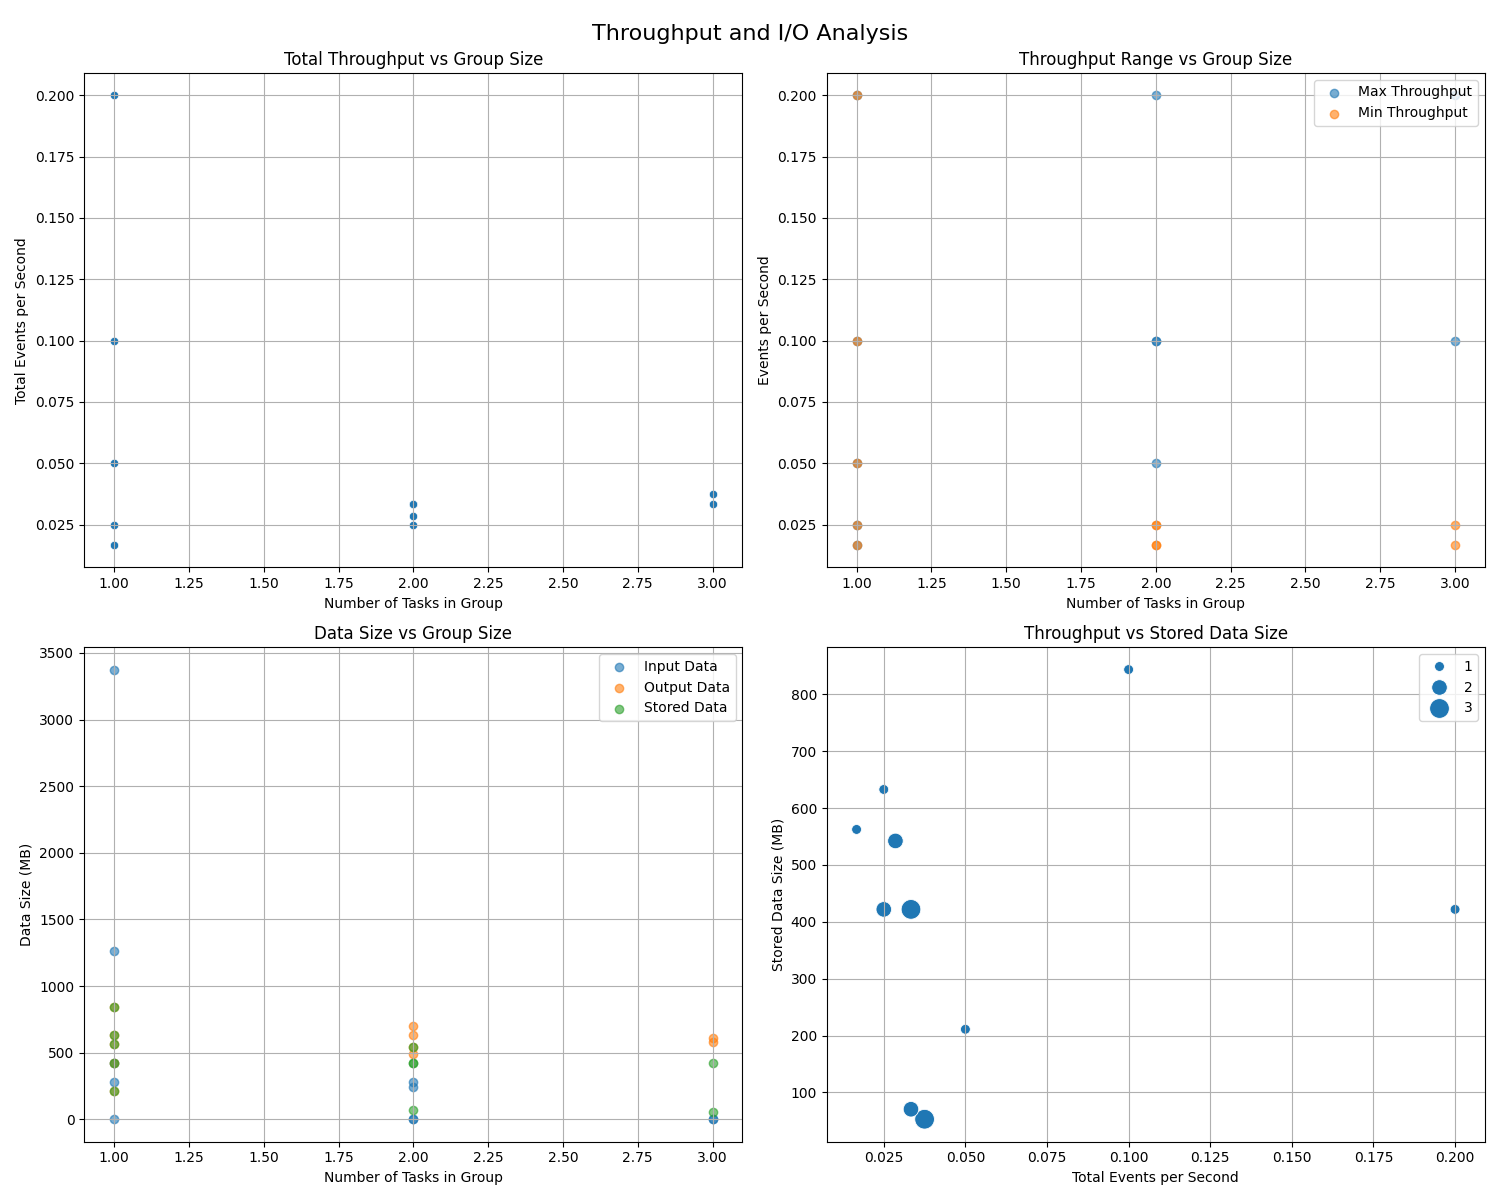 Throughput and I/O Analysis
Total Throughput vs Group Size
Total Events per Second
0.200
0.175
0.150
0.125
0.100
0.075
0.050
0.025
1.00 1.25 1.50 1.75 2.00 2.25 2.50 2.75 3.00
Number of Tasks in Group
Throughput Range vs Group Size
Events per Second
0.200
0.175
0.150
0.125
0.100
0.075
0.050
0.025
Max Throughput
Min Throughput
1.00 1.25 1.50 1.75 2.00 2.25 2.50 2.75 3.00
Number of Tasks in Group
Data Size vs Group Size
Data Size (MB)
3500
3000
2500
2000
1500
1000
500
0
Input Data
Output Data
Stored Data
1.00 1.25 1.50 1.75 2.00 2.25 2.50 2.75 3.00
Number of Tasks in Group
Throughput vs Stored Data Size
Stored Data Size (MB)
800
700
600
500
400
300
200
100
1
2
3
0.025 0.050 0.075 0.100 0.125 0.150 0.175 0.200
Total Events per Second